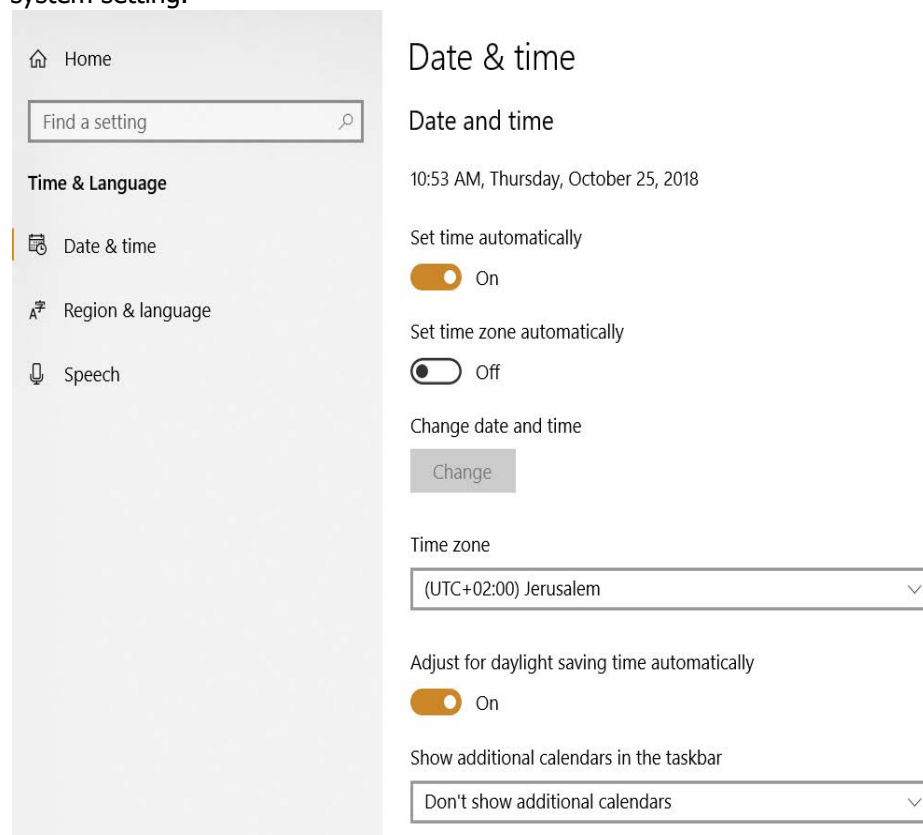 system setting.
Home
Find a setting
Time & Language
Date & time
Region & language
Speech
Date & time
Date and time
10:53 AM, Thursday, October 25, 2018
Set time automatically
On
Set time zone automatically
Off
Change date and time
Change
Time zone
(UTC+02:00) Jerusalem
Adjust for daylight saving time automatically
On
Show additional calendars in the taskbar
Don't show additional calendars